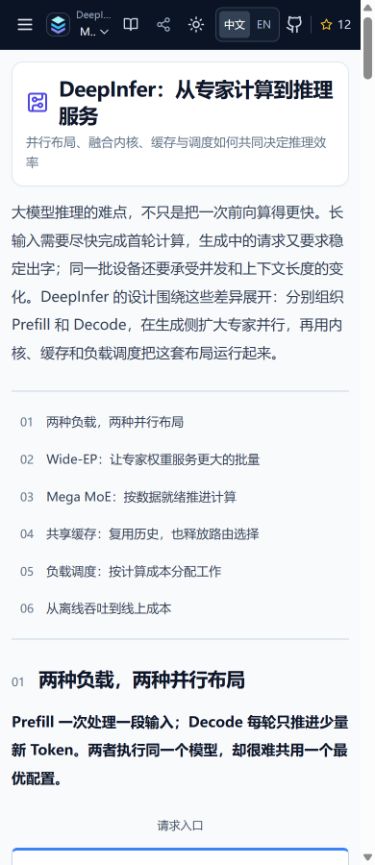 DeepI...
M..
中文
EN
12
DeepInfer：从专家计算到推理
服务
并行布局、融合内核、缓存与调度如何共同决定推理效
率
大模型推理的难点，不只是把一次前向算得更快。长
输入需要尽快完成首轮计算，生成中的请求又要求稳
定出字；同一批设备还要承受并发和上下文长度的变
化。DeepInfer 的设计围绕这些差异展开：分别组织
Prefill 和 Decode，在生成侧扩大专家并行，再用内
核、缓存和负载调度把这套布局运行起来。
01 两种负载，两种并行布局
02 Wide-EP：让专家权重服务更大的批量
03 Mega MoE：按数据就绪推进计算
04 共享缓存：复用历史，也释放路由选择
05 负载调度：按计算成本分配工作
06 从离线吞吐到线上成本
01 两种负载，两种并行布局
Prefill 一次处理一段输入；Decode 每轮只推进少量
新 Token。两者执行同一个模型，却很难共用一个最
优配置。
请求入口